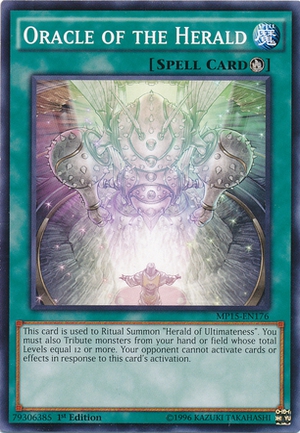 ORACLE OF THE HERALD
魔
[SPELL CARD]
MP15-EN176
This card is used to Ritual Summon "Herald of Ultimateness". You
must also Tribute monsters from your hand or field whose total
Levels equal 12 or more. Your opponent cannot activate cards or
effects in response to this card's activation.
79306385 1st Edition ©1996 KAZUKI TAKAHASHI